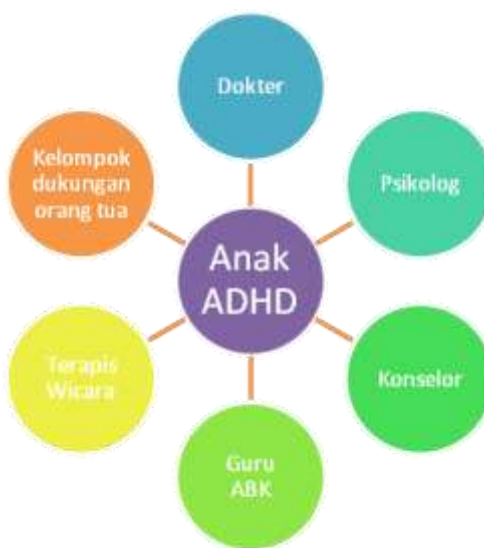 Dokter
Psikolog
Konselor
Guru
ABK
Terapis
Wicara
Kelompok
dukungan
orang tua
Anak
ADHD